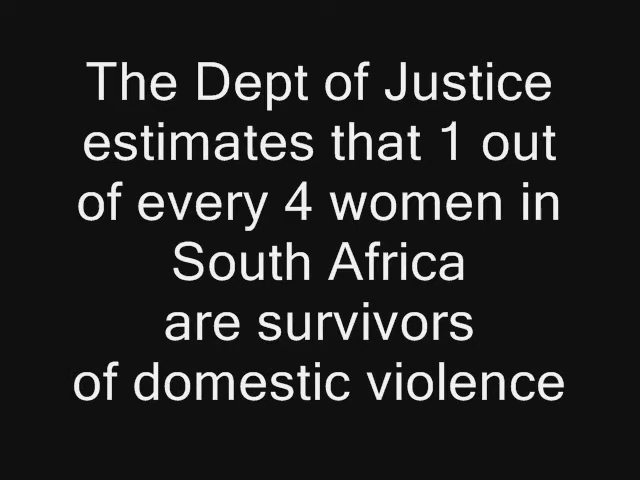 The Dept of Justice
estimates that 1 out
of every 4 women in
South Africa
are survivors
of domestic violence